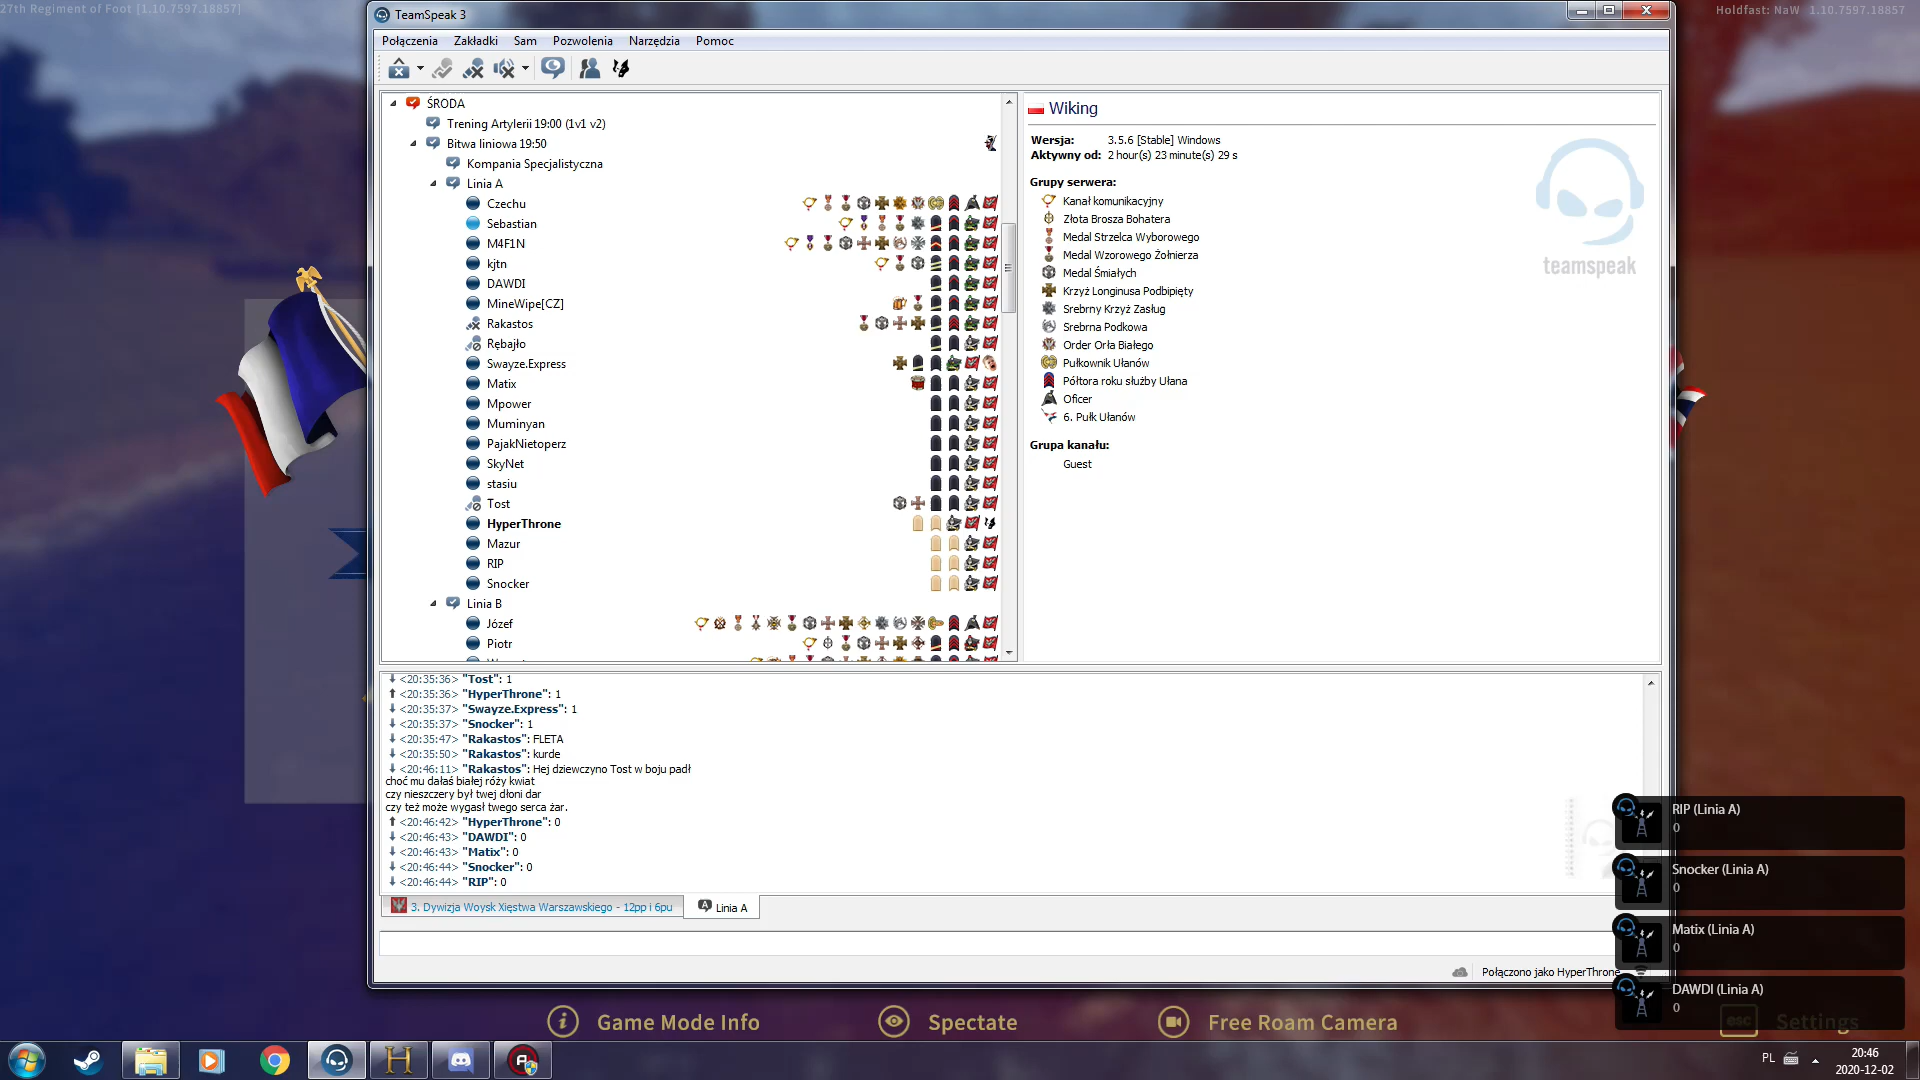 27th Regiment of Foot [1.10.7597.18857]
Holdfast: NaW 1.10.7597.18857
TeamSpeak 3
Połączenia Zakładki Sam Pozwolenia Narzędzia Pomoc
ŚRODA
Trening Artylerii 19:00 (1v1 v2)
Bitwa liniowa 19:50
Kompania Specjalistyczna
Linia A
Czechu
Sebastian
M4F1N
kjtn
DAWDI
MineWipe[CZ]
Rakastos
Rębajło
Swayze.Express
Matix
Mpower
Muminyan
PajakNietoperz
SkyNet
stasiu
Tost
HyperThrone
Mazur
RIP
Snocker
Linia B
Józef
Piotr
Wiking
Wersja: 3.5.6 [Stable] Windows
Aktywny od: 2 hour(s) 23 minute(s) 29 s
Grupy serwera:
Kanał komunikacyjny
Złota Brosza Bohatera
Medal Strzelca Wyborowego
Medal Wzorowego Żołnierza
Medal Śmiałych
Krzyż Longinusa Podbipięty
Srebrny Krzyż Zasług
Srebrna Podkowa
Order Orła Białego
Pułkownik Ułanów
Półtora roku służby Ułana
Oficer
6. Pułk Ułanów
Grupa kanału:
Guest
teamspeak
<20:35:36> "Tost": 1
<20:35:36> "HyperThrone": 1
<20:35:37> "Swayze.Express": 1
<20:35:37> "Snocker": 1
<20:35:47> "Rakastos": FLETA
<20:35:50> "Rakastos": kurde
<20:46:11> "Rakastos": Hej dziewczyno Tost w boju padł
choć mu dałaś białej róży kwiat
czy nieszczery był twej dłoni dar
czy też może wygasł twego serca żar.
<20:46:42> "HyperThrone": 0
<20:46:43> "DAWDI": 0
<20:46:43> "Matix": 0
<20:46:44> "Snocker": 0
<20:46:44> "RIP": 0
3. Dywizja Woysk Xięstwa Warszawskiego - 12pp i 6pu
Linia A
Połączono jako HyperThrone
RIP (Linia A)
0
Snocker (Linia A)
0
Matix (Linia A)
0
DAWDI (Linia A)
0
Game Mode Info
Spectate
Free Roam Camera
esc Settings
PL
20:46
2020-12-02